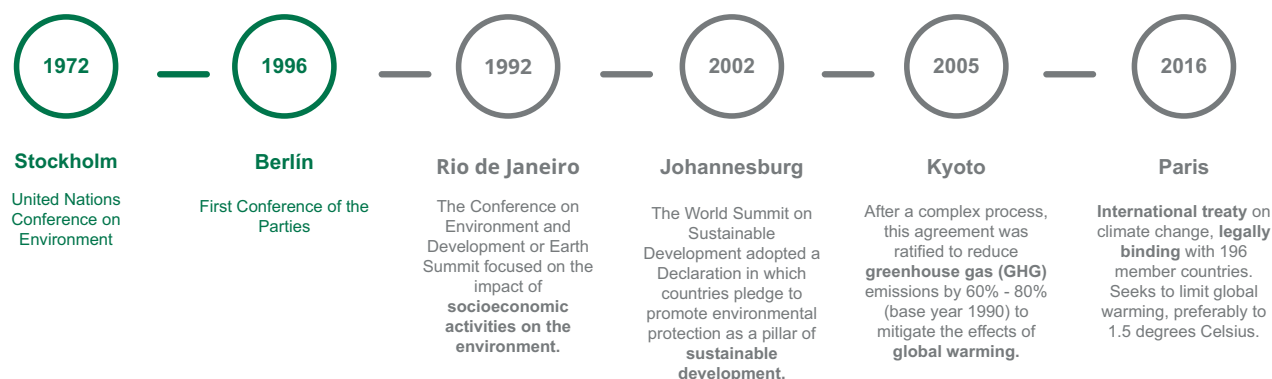 1972
Stockholm
United Nations
Conference on
Environment
1996
Berlín
First Conference of the
Parties
1992
Rio de Janeiro
The Conference on
Environment and
Development or Earth
Summit focused on the
impact of
socioeconomic
activities on the
environment.
2002
Johannesburg
The World Summit on
Sustainable
Development adopted a
Declaration in which
countries pledge to
promote environmental
protection as a pillar of
sustainable
development.
2005
Kyoto
After a complex process,
this agreement was
ratified to reduce
greenhouse gas (GHG)
emissions by 60% - 80%
(base year 1990) to
mitigate the effects of
global warming.
2016
Paris
International treaty on
climate change, legally
binding with 196
member countries.
Seeks to limit global
warming, preferably to
1.5 degrees Celsius.